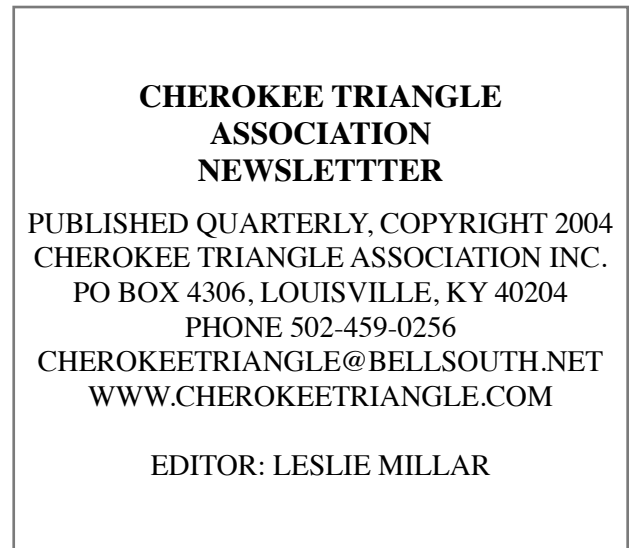 CHEROKEE TRIANGLE
ASSOCIATION
NEWSLETTTER
PUBLISHED QUARTERLY, COPYRIGHT 2004
CHEROKEE TRIANGLE ASSOCIATION INC.
PO BOX 4306, LOUISVILLE, KY 40204
PHONE 502-459-0256
CHEROKEETRIANGLE@BELLSOUTH.NET
WWW.CHEROKEETRIANGLE.COM
EDITOR: LESLIE MILLAR